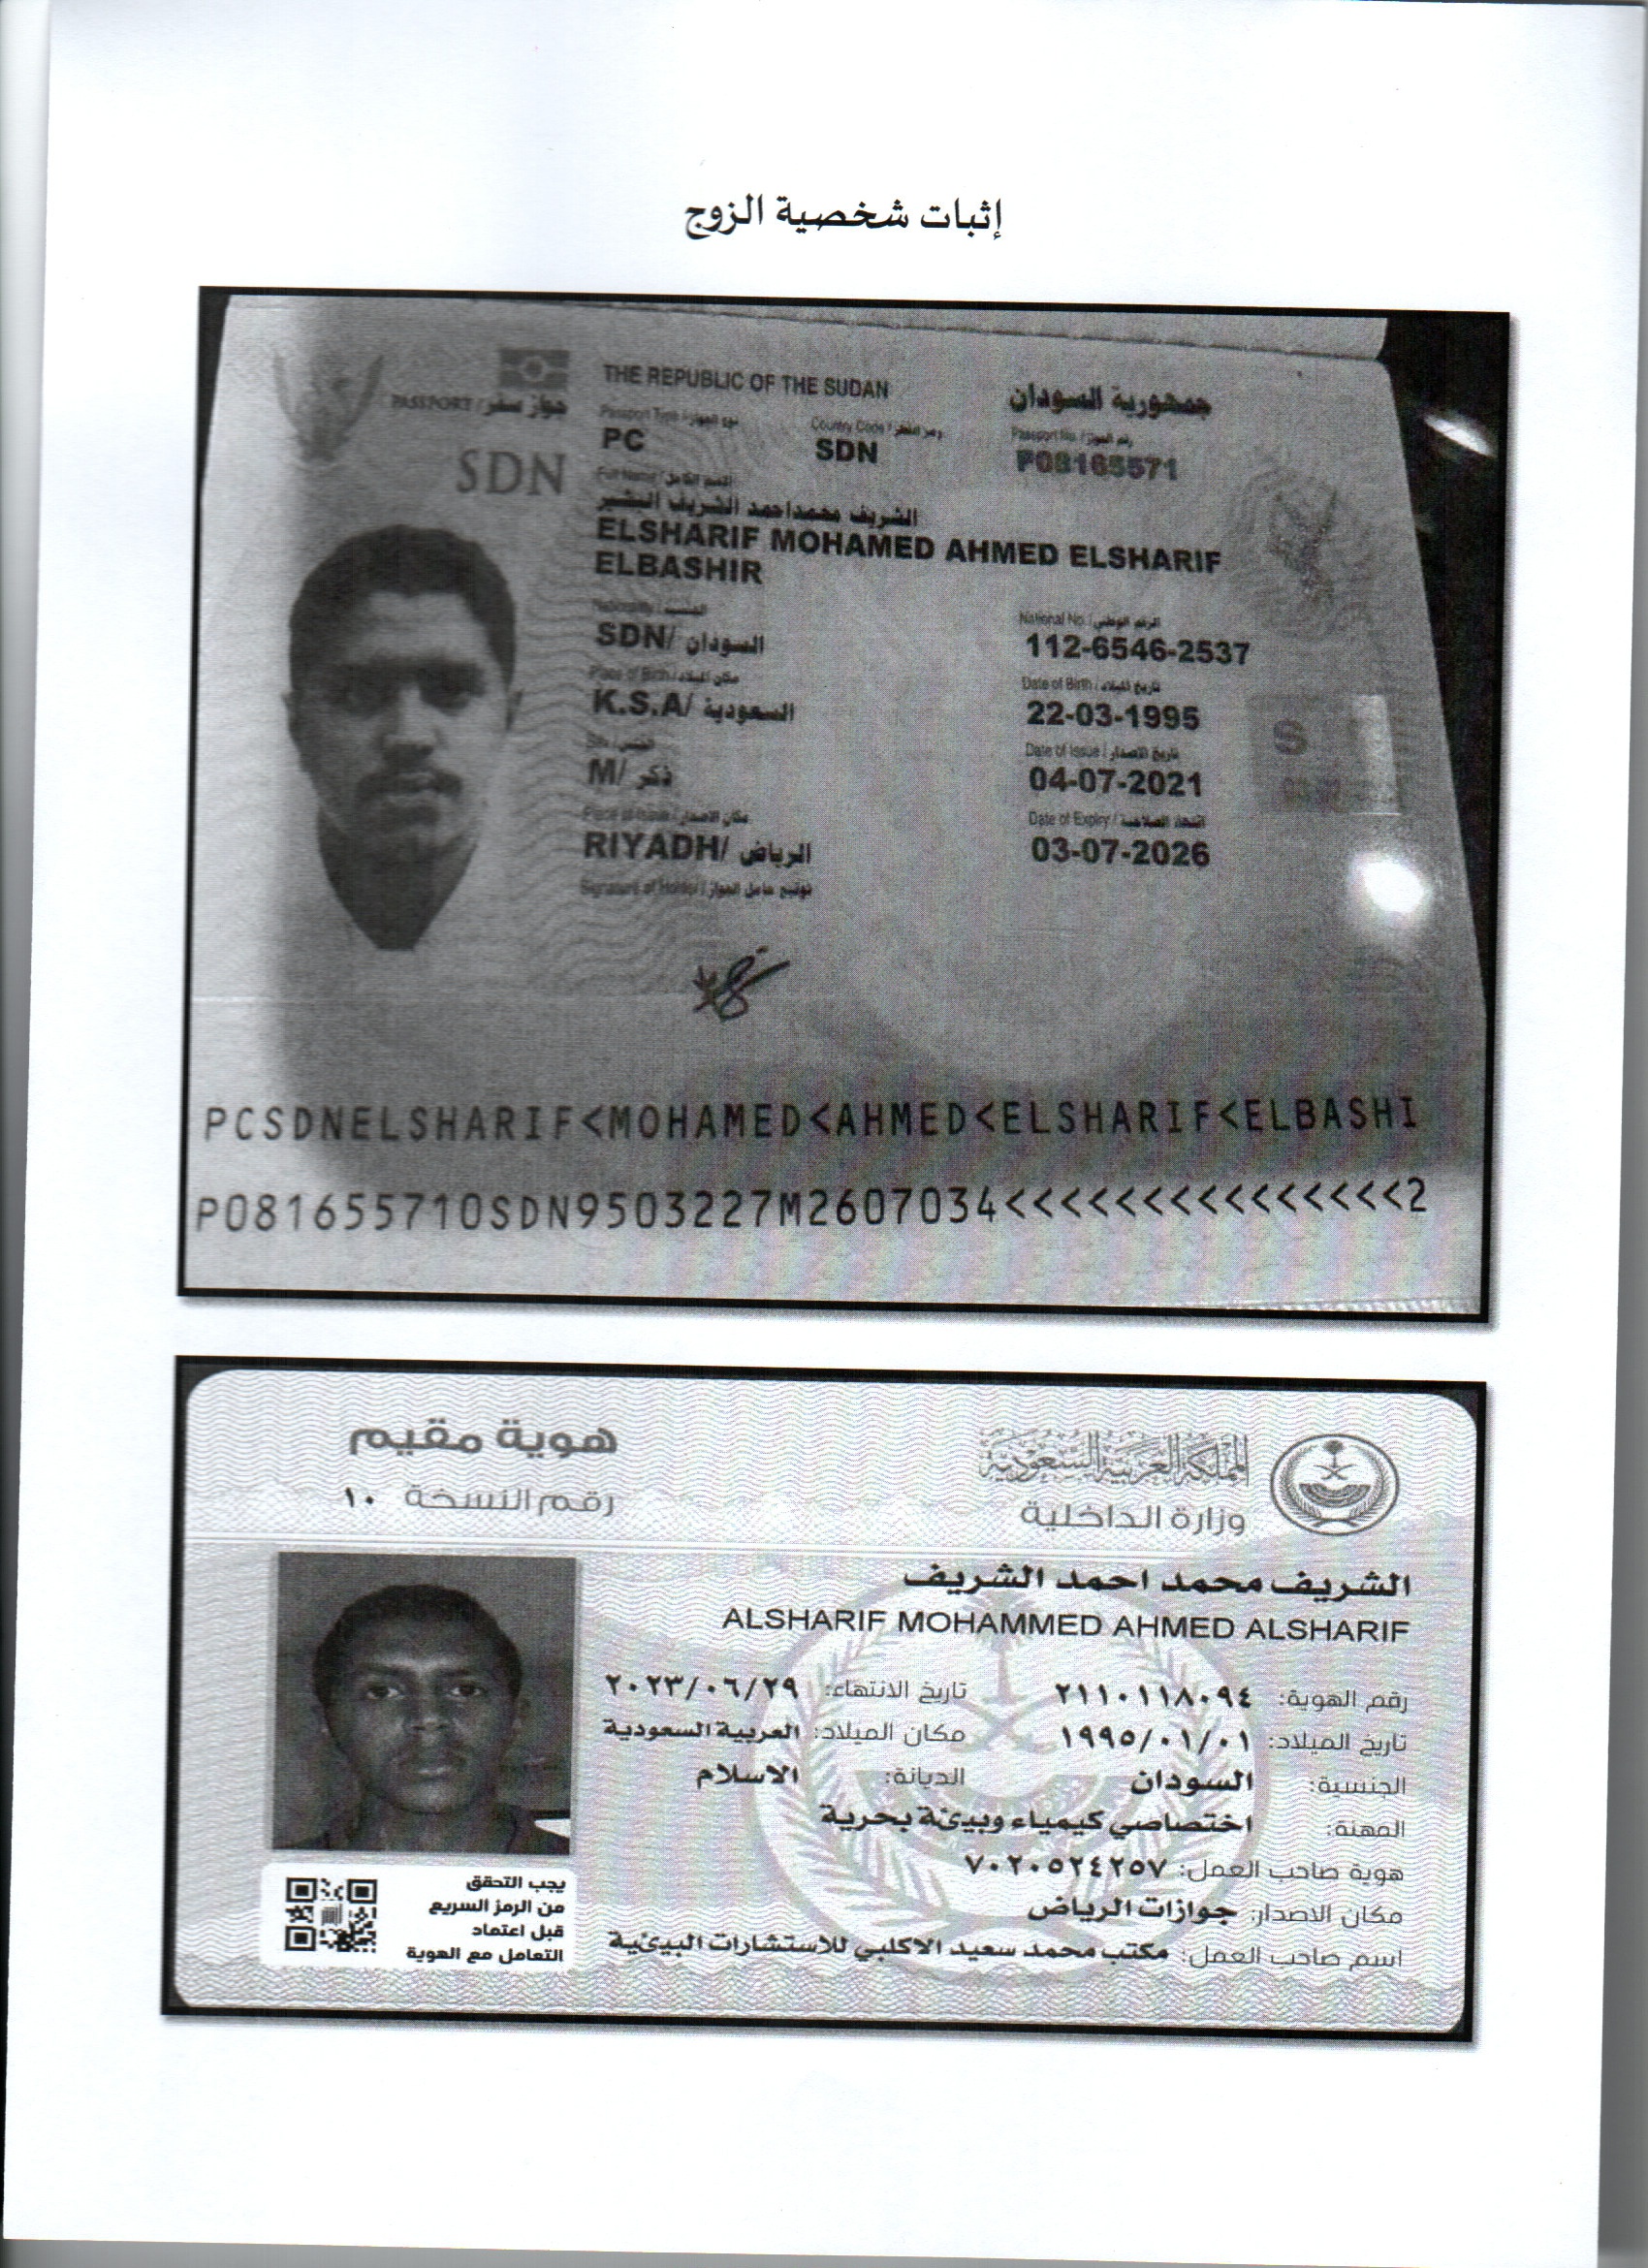 إثبات شخصية الزوج
THE REPUBLIC OF THE SUDAN
جمهورية السودان
PASSPORT / جواز سفر
Passport Type / نوع الجواز
Country Code /
Passport No. / رقم الجواز
PC
SDN
P08165571
SDN
Full Name / الاسم الكامل
الشريف محمداحمد الشريف البشير
ELSHARIF MOHAMED AHMED ELSHARIF
ELBASHIR
Nationality / الجنسية
National No. / الرقم الوطني
SDN/ السودان
112-6546-2537
Place of Birth / مكان الميلاد
Date of Birth / تاريخ الميلاد
K.S.A/ السعودية
22-03-1995
Date of Issue / تاريخ الاصدار
M/ ذكر
04-07-2021
Place of Issue / مكان الاصدار
Date of Expiry / انتهاء الصلاحية
RIYADH/ الرياض
03-07-2026
Signature of Holder / توقيع حامل الجواز
PCSDNELSHARIF<MOHAMED<AHMED<ELSHARIF<ELBASHI
P081655710SDN9503227M2607034<<<<<<<<<<<<<<<2
المملكة العربية السعودية
وزارة الداخلية
هوية مقيم
رقم النسخة ١٠
الشريف محمد احمد الشريف
ALSHARIF MOHAMMED AHMED ALSHARIF
رقم الهوية: ٢١١٠١١٨٠٩٤ تاريخ الانتهاء: ٢٠٢٣/٠٦/٢٩
تاريخ الميلاد: ١٩٩٥/٠١/٠١ مكان الميلاد: العربية السعودية
الجنسية: السودان الديانة: الاسلام
المهنة: اختصاصي كيمياء وبيئة بحرية
هوية صاحب العمل: ٧٠٢٠٥٢٤٢٥٧
مكان الاصدار: جوازات الرياض
اسم صاحب العمل: مكتب محمد سعيد الاكلبي للاستشارات البيئية
يجب التحقق
من الرمز السريع
قبل اعتماد
التعامل مع الهوية